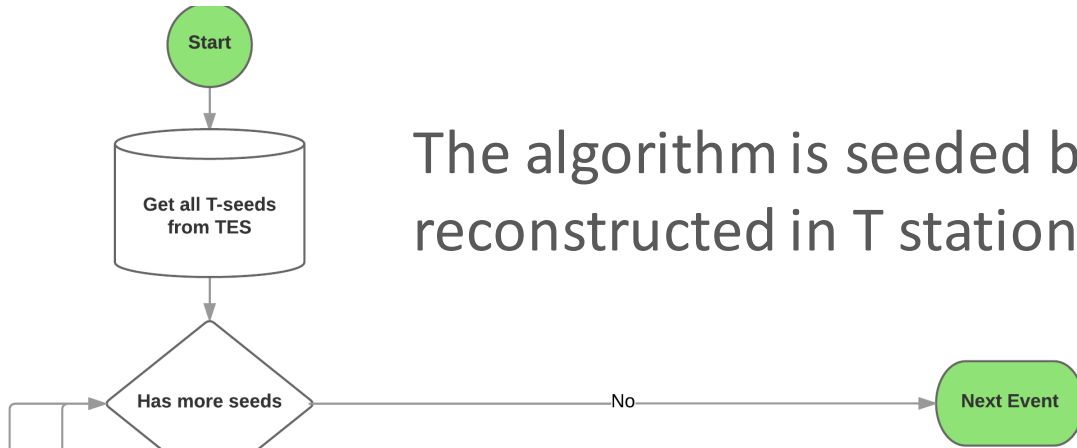 Start
Get all T-seeds
from TES
The algorithm is seeded
reconstructed in T station
Has more seeds
No
Next Event